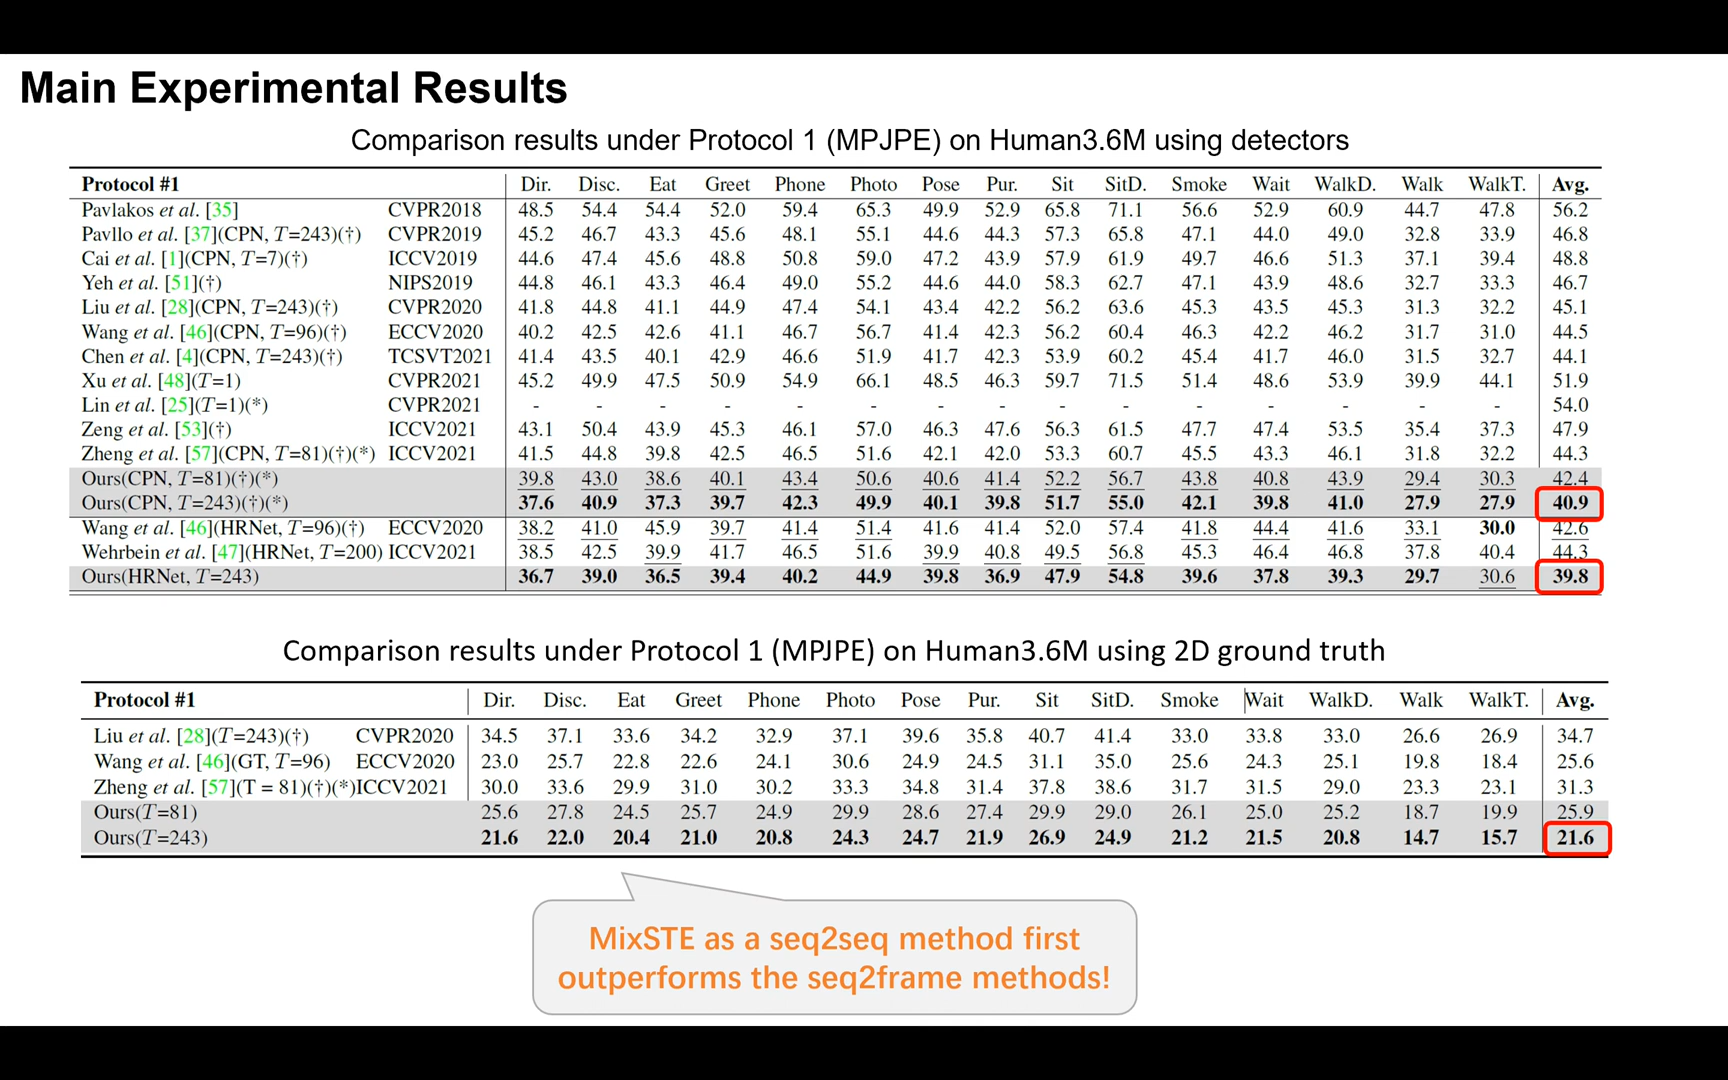 Main Experimental Results
Comparison results under Protocol 1 (MPJPE) on Human3.6M using detectors
Protocol #1 Dir. Disc. Eat Greet Phone Photo Pose Pur. Sit SitD. Smoke Wait WalkD. Walk WalkT. Avg.
Pavlakos et al. [35] CVPR2018 48.5 54.4 54.4 52.0 59.4 65.3 49.9 52.9 65.8 71.1 56.6 52.9 60.9 44.7 47.8 56.2
Pavllo et al. [37](CPN, T=243)(†) CVPR2019 45.2 46.7 43.3 45.6 48.1 55.1 44.6 44.3 57.3 65.8 47.1 44.0 49.0 32.8 33.9 46.8
Cai et al. [1](CPN, T=7)(†) ICCV2019 44.6 47.4 45.6 48.8 50.8 59.0 47.2 43.9 57.9 61.9 49.7 46.6 51.3 37.1 39.4 48.8
Yeh et al. [51](†) NIPS2019 44.8 46.1 43.3 46.4 49.0 55.2 44.6 44.0 58.3 62.7 47.1 43.9 48.6 32.7 33.3 46.7
Liu et al. [28](CPN, T=243)(†) CVPR2020 41.8 44.8 41.1 44.9 47.4 54.1 43.4 42.2 56.2 63.6 45.3 43.5 45.3 31.3 32.2 45.1
Wang et al. [46](CPN, T=96)(†) ECCV2020 40.2 42.5 42.6 41.1 46.7 56.7 41.4 42.3 56.2 60.4 46.3 42.2 46.2 31.7 31.0 44.5
Chen et al. [4](CPN, T=243)(†) TCSVT2021 41.4 43.5 40.1 42.9 46.6 51.9 41.7 42.3 53.9 60.2 45.4 41.7 46.0 31.5 32.7 44.1
Xu et al. [48](T=1) CVPR2021 45.2 49.9 47.5 50.9 54.9 66.1 48.5 46.3 59.7 71.5 51.4 48.6 53.9 39.9 44.1 51.9
Lin et al. [25](T=1)(*) CVPR2021 - - - - - - - - - - - - - - - 54.0
Zeng et al. [53](†) ICCV2021 43.1 50.4 43.9 45.3 46.1 57.0 46.3 47.6 56.3 61.5 47.7 47.4 53.5 35.4 37.3 47.9
Zheng et al. [57](CPN, T=81)(†)(*) ICCV2021 41.5 44.8 39.8 42.5 46.5 51.6 42.1 42.0 53.3 60.7 45.5 43.3 46.1 31.8 32.2 44.3
Ours(CPN, T=81)(†)(*) 39.8 43.0 38.6 40.1 43.4 50.6 40.6 41.4 52.2 56.7 43.8 40.8 43.9 29.4 30.3 42.4
Ours(CPN, T=243)(†)(*) 37.6 40.9 37.3 39.7 42.3 49.9 40.1 39.8 51.7 55.0 42.1 39.8 41.0 27.9 27.9 40.9
Wang et al. [46](HRNet, T=96)(†) ECCV2020 38.2 41.0 45.9 39.7 41.4 51.4 41.6 41.4 52.0 57.4 41.8 44.4 41.6 33.1 30.0 42.6
Wehrbein et al. [47](HRNet, T=200) ICCV2021 38.5 42.5 39.9 41.7 46.5 51.6 39.9 40.8 49.5 56.8 45.3 46.4 46.8 37.8 40.4 44.3
Ours(HRNet, T=243) 36.7 39.0 36.5 39.4 40.2 44.9 39.8 36.9 47.9 54.8 39.6 37.8 39.3 29.7 30.6 39.8
Comparison results under Protocol 1 (MPJPE) on Human3.6M using 2D ground truth
Protocol #1 Dir. Disc. Eat Greet Phone Photo Pose Pur. Sit SitD. Smoke Wait WalkD. Walk WalkT. Avg.
Liu et al. [28](T=243)(†) CVPR2020 34.5 37.1 33.6 34.2 32.9 37.1 39.6 35.8 40.7 41.4 33.0 33.8 33.0 26.6 26.9 34.7
Wang et al. [46](GT, T=96) ECCV2020 23.0 25.7 22.8 22.6 24.1 30.6 24.9 24.5 31.1 35.0 25.6 24.3 25.1 19.8 18.4 25.6
Zheng et al. [57](T = 81)(†)(*)ICCV2021 30.0 33.6 29.9 31.0 30.2 33.3 34.8 31.4 37.8 38.6 31.7 31.5 29.0 23.3 23.1 31.3
Ours(T=81) 25.6 27.8 24.5 25.7 24.9 29.9 28.6 27.4 29.9 29.0 26.1 25.0 25.2 18.7 19.9 25.9
Ours(T=243) 21.6 22.0 20.4 21.0 20.8 24.3 24.7 21.9 26.9 24.9 21.2 21.5 20.8 14.7 15.7 21.6
MixSTE as a seq2seq method first
outperforms the seq2frame methods!